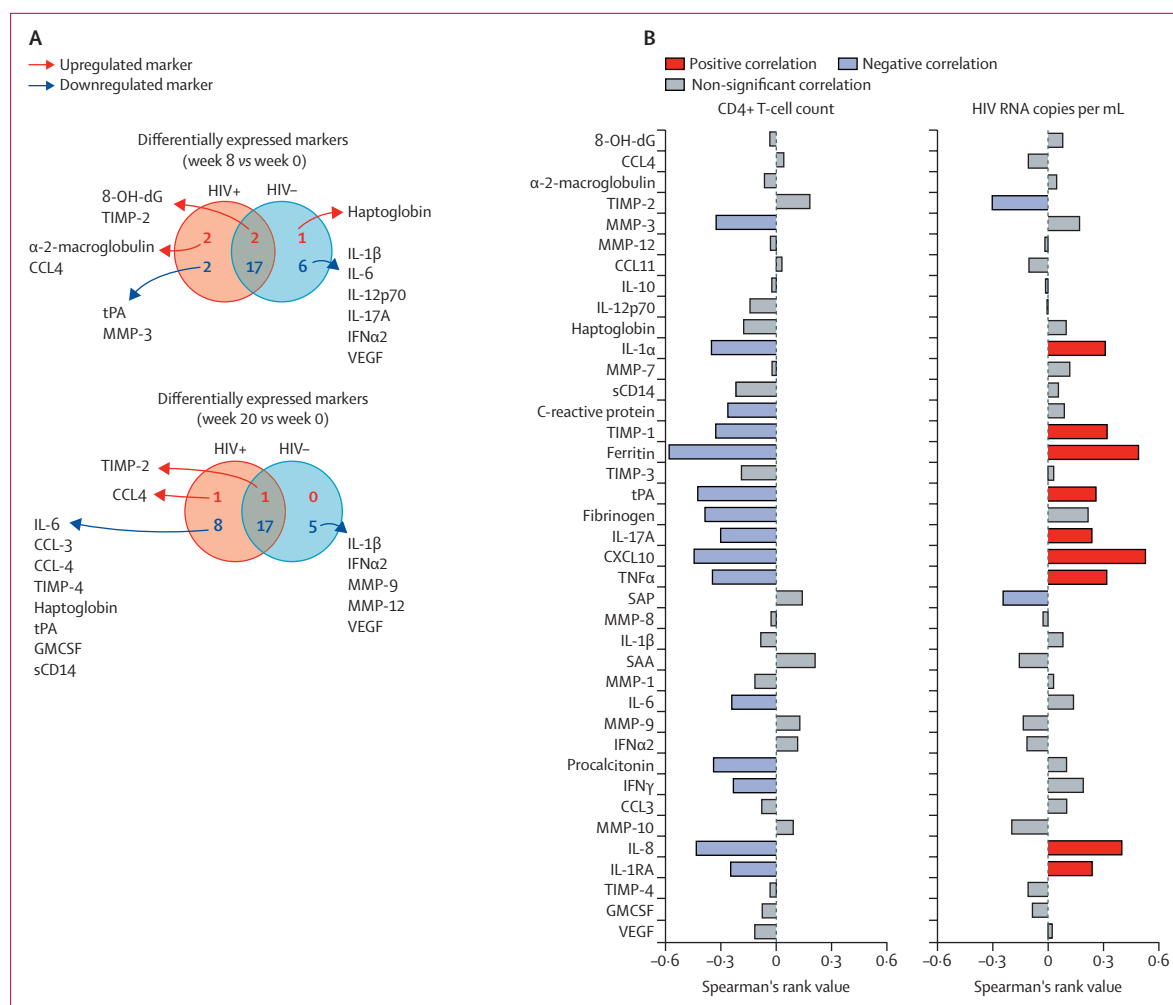 A
Upregulated marker
Downregulated marker
Differentially expressed markers
(week 8 vs week 0)
HIV+ HIV–
8-OH-dG
TIMP-2
Haptoglobin
2 2 1
α-2-macroglobulin
CCL4
2 17 6
IL-1β
IL-6
IL-12p70
IL-17A
IFNα2
VEGF
tPA
MMP-3
Differentially expressed markers
(week 20 vs week 0)
HIV+ HIV–
TIMP-2
CCL4
1 1 0
8 17 5
IL-6
CCL-3
CCL-4
TIMP-4
Haptoglobin
tPA
GMCSF
sCD14
IL-1β
IFNα2
MMP-9
MMP-12
VEGF
B
Positive correlation Negative correlation
Non-significant correlation
CD4+ T-cell count HIV RNA copies per mL
8-OH-dG
CCL4
α-2-macroglobulin
TIMP-2
MMP-3
MMP-12
CCL11
IL-10
IL-12p70
Haptoglobin
IL-1α
MMP-7
sCD14
C-reactive protein
TIMP-1
Ferritin
TIMP-3
tPA
Fibrinogen
IL-17A
CXCL10
TNFα
SAP
MMP-8
IL-1β
SAA
MMP-1
IL-6
MMP-9
IFNα2
Procalcitonin
IFNγ
CCL3
MMP-10
IL-8
IL-1RA
TIMP-4
GMCSF
VEGF
–0·6 –0·3 0 0·3 0·6 –0·6 –0·3 0 0·3 0·6
Spearman's rank value Spearman's rank value